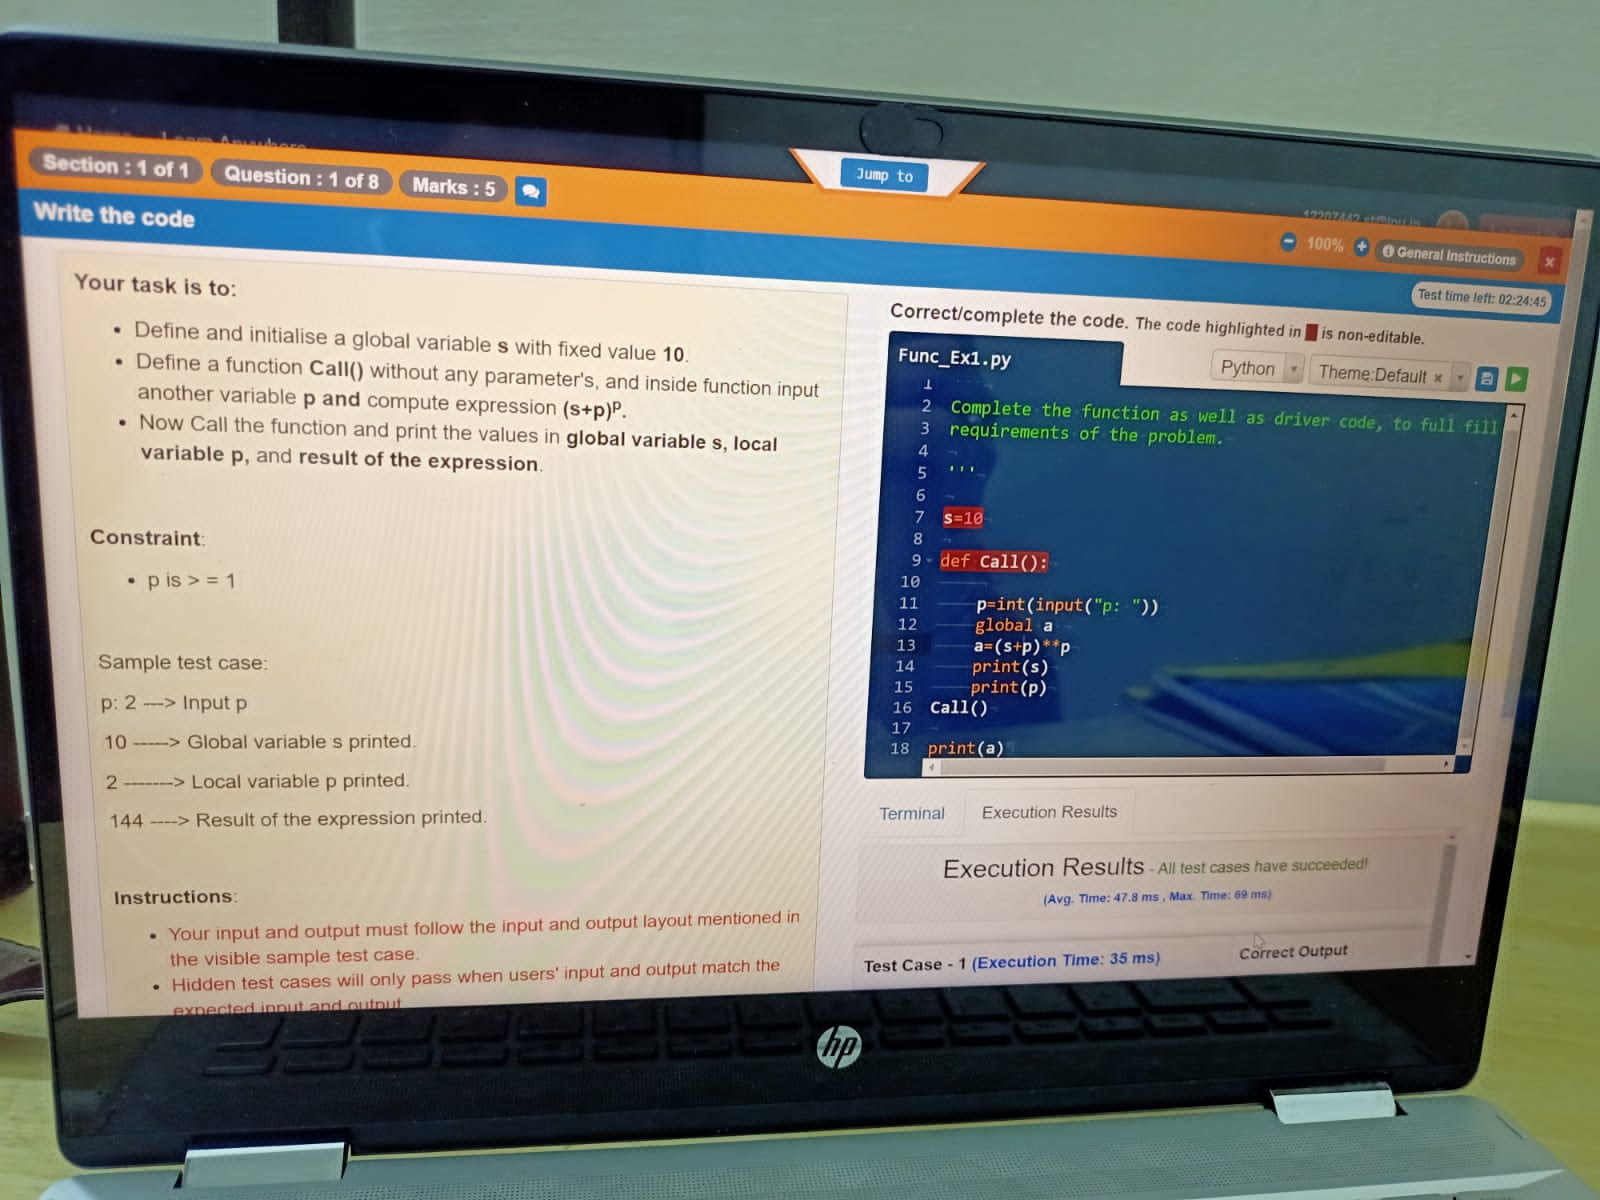 Section : 1 of 1
Question : 1 of 8
Marks : 5
Jump to
Write the code
100%
General Instructions
Test time left: 02:24:45
Your task is to:
• Define and initialise a global variable s with fixed value 10.
• Define a function Call() without any parameter's, and inside function input
another variable p and compute expression (s+p)ᵖ.
• Now Call the function and print the values in global variable s, local
variable p, and result of the expression.
Constraint:
• p is > = 1
Sample test case:
p: 2 ---> Input p
10 -----> Global variable s printed.
2 -------> Local variable p printed.
144 ----> Result of the expression printed.
Instructions:
• Your input and output must follow the input and output layout mentioned in
the visible sample test case.
• Hidden test cases will only pass when users' input and output match the
expected input and output
Correct/complete the code. The code highlighted in is non-editable.
Func_Ex1.py
Python
Theme:Default
1
2 Complete the function as well as driver code, to full fill
3 requirements of the problem.
4
5 '''
6
7 s=10
8
9 def Call():
10
11 p=int(input("p: "))
12 global a
13 a=(s+p)**p
14 print(s)
15 print(p)
16 Call()
17
18 print(a)
Terminal
Execution Results
Execution Results - All test cases have succeeded!
(Avg. Time: 47.8 ms , Max. Time: 69 ms)
Test Case - 1 (Execution Time: 35 ms)
Correct Output
hp